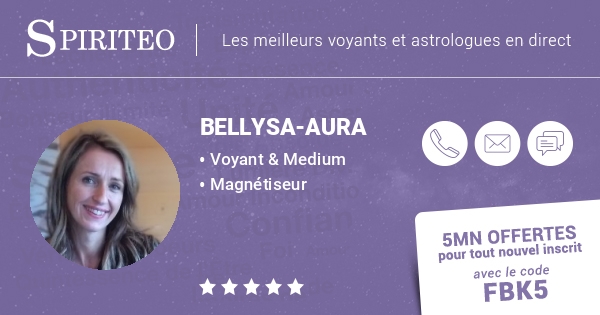 SPIRITEO
Les meilleurs voyants et astrologues en direct
BELLYSA-AURA
• Voyant & Medium
• Magnétiseur
5MN OFFERTES
pour tout nouvel inscrit
avec le code
FBK5